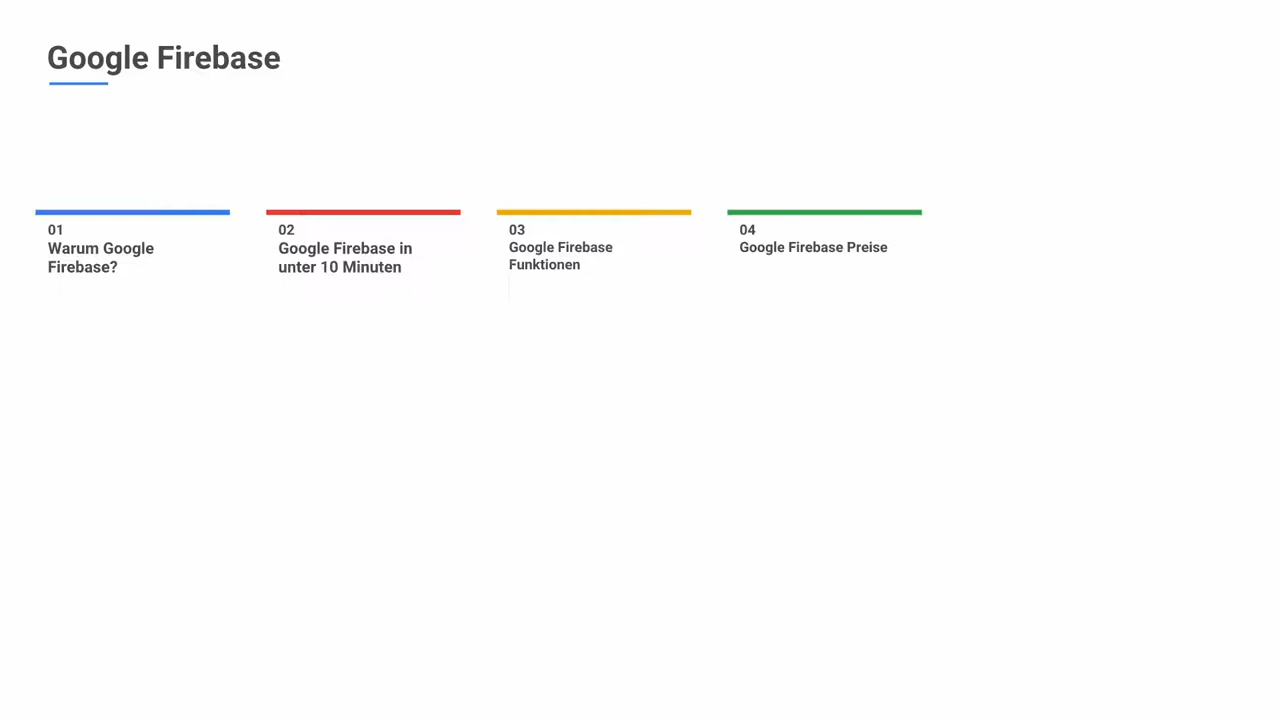 Google Firebase
01
Warum Google
Firebase?
02
Google Firebase in
unter 10 Minuten
03
Google Firebase
Funktionen
04
Google Firebase Preise